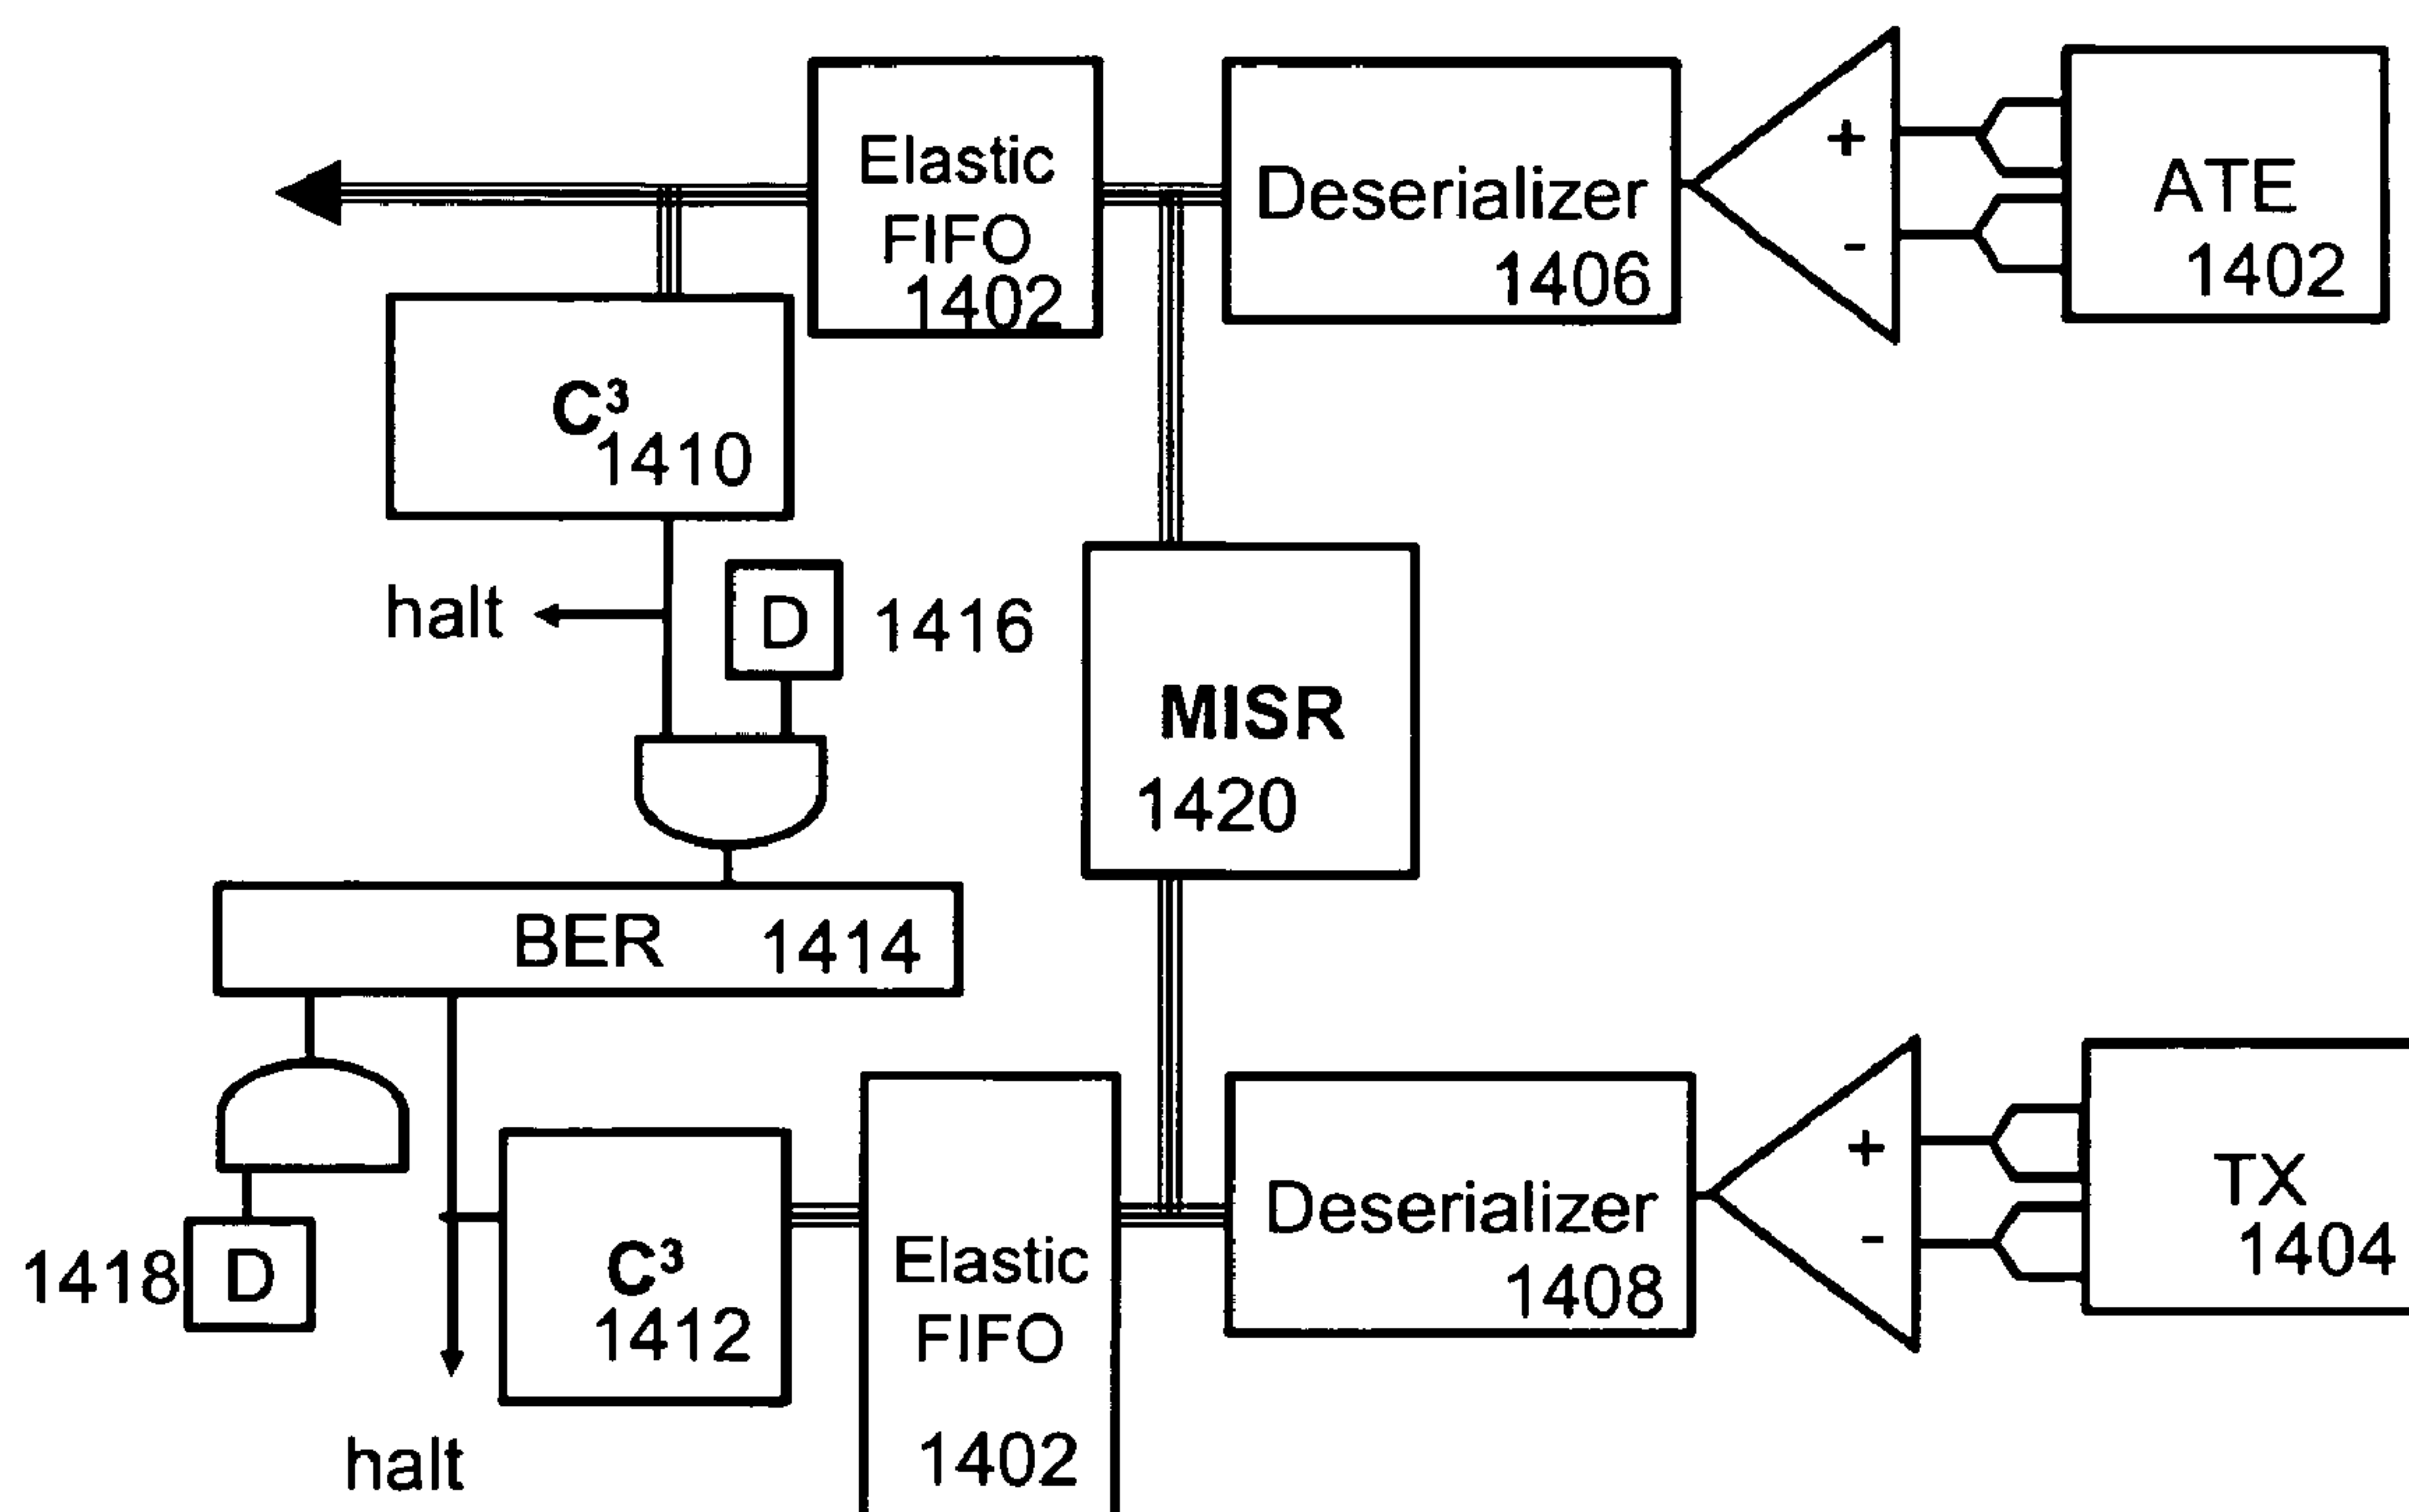 Elastic
FIFO
1402
Deserializer
1406
+
-
ATE
1402
C³
1410
halt
D
1416
MISR
1420
BER 1414
1418
D
C³
1412
halt
Elastic
FIFO
1402
Deserializer
1408
+
-
TX
1404